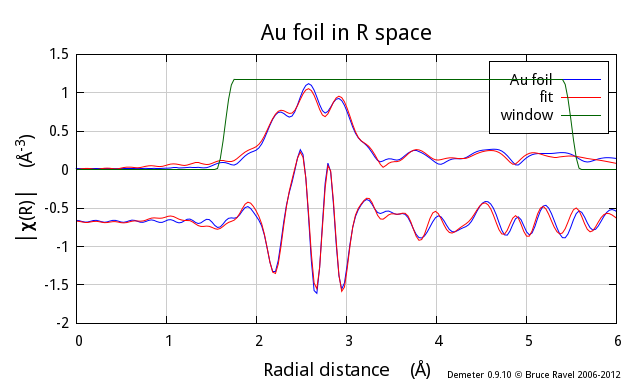 Au foil in R space
1.5
1
0.5
0
-0.5
-1
-1.5
-2
|χ(R)| (Å⁻³)
Au foil
fit
window
0 1 2 3 4 5 6
Radial distance (Å)
Demeter 0.9.10 © Bruce Ravel 2006-2012